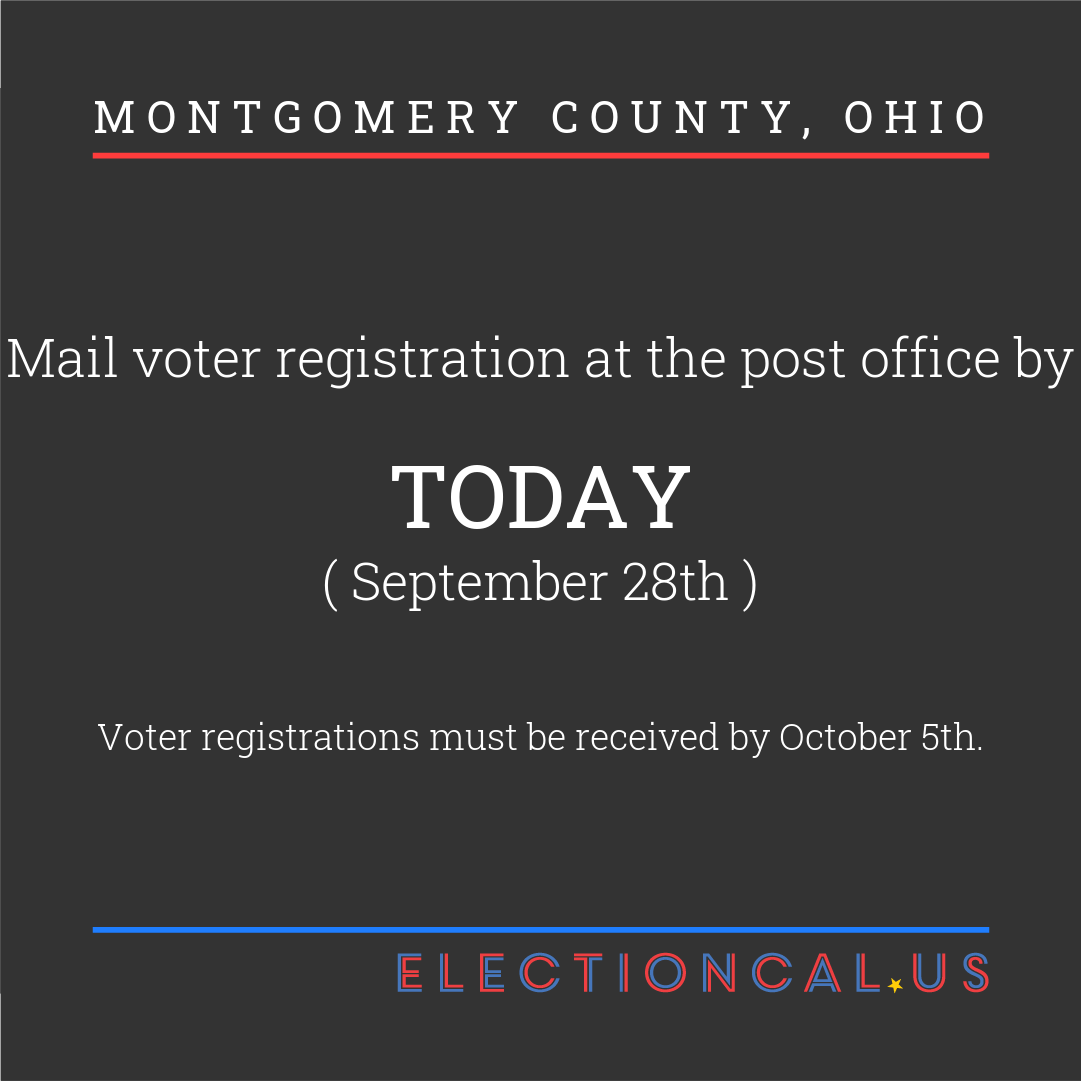 MONTGOMERY COUNTY, OHIO
Mail voter registration at the post office by
TODAY
( September 28th )
Voter registrations must be received by October 5th.
ELECTIONCAL.US